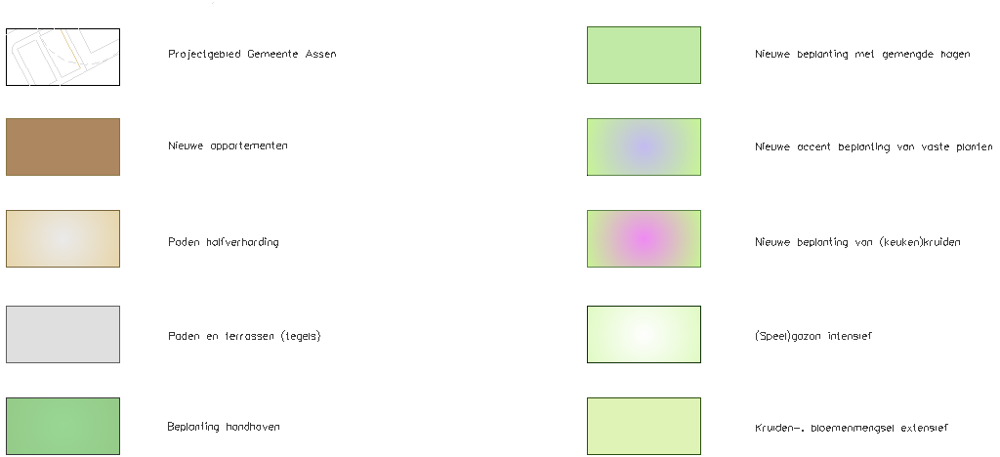 Projectgebied Gemeente Assen
Nieuwe appartementen
Paden halfverharding
Paden en terrassen (tegels)
Beplanting handhaven
Nieuwe beplanting met gemengde hagen
Nieuwe accent beplanting van vaste planten
Nieuwe beplanting van (keuken)kruiden
(Speel)gazon intensief
Kruiden-. bloemenmengsel extensief